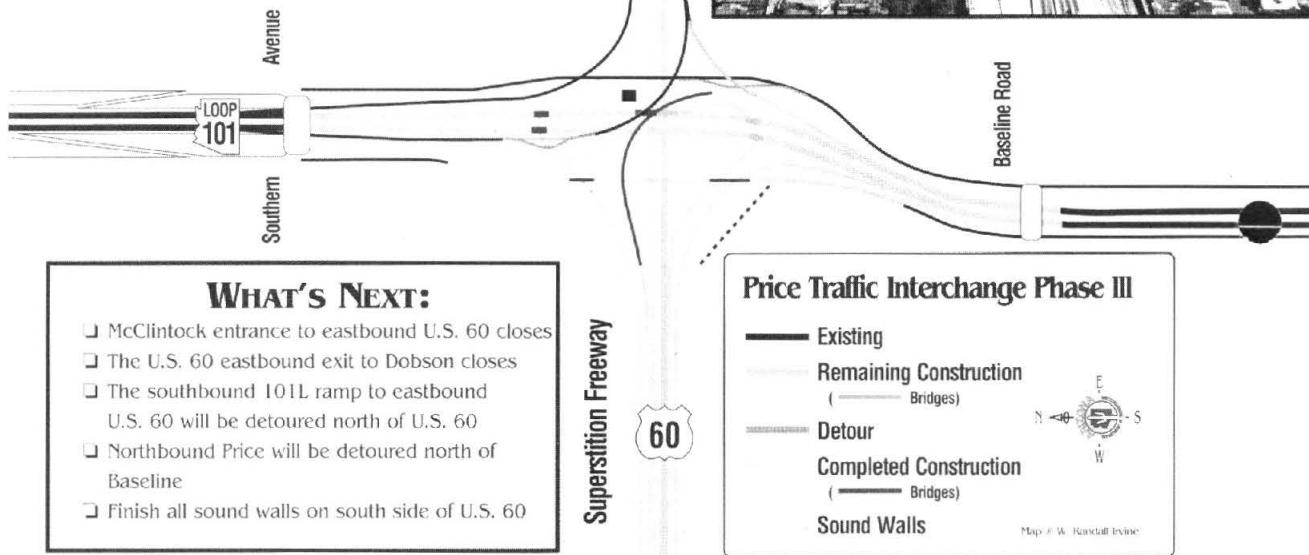 Avenue
LOOP
101
Southern
Baseline Road
WHAT'S NEXT:
❑ McClintock entrance to eastbound U.S. 60 closes
❑ The U.S. 60 eastbound exit to Dobson closes
❑ The southbound 101L ramp to eastbound
U.S. 60 will be detoured north of U.S. 60
❑ Northbound Price will be detoured north of
Baseline
❑ Finish all sound walls on south side of U.S. 60
Superstition Freeway
60
Price Traffic Interchange Phase III
Existing
Remaining Construction
( Bridges)
Detour
Completed Construction
( Bridges)
Sound Walls
E
N
S
W
Map W. Randall Irvine